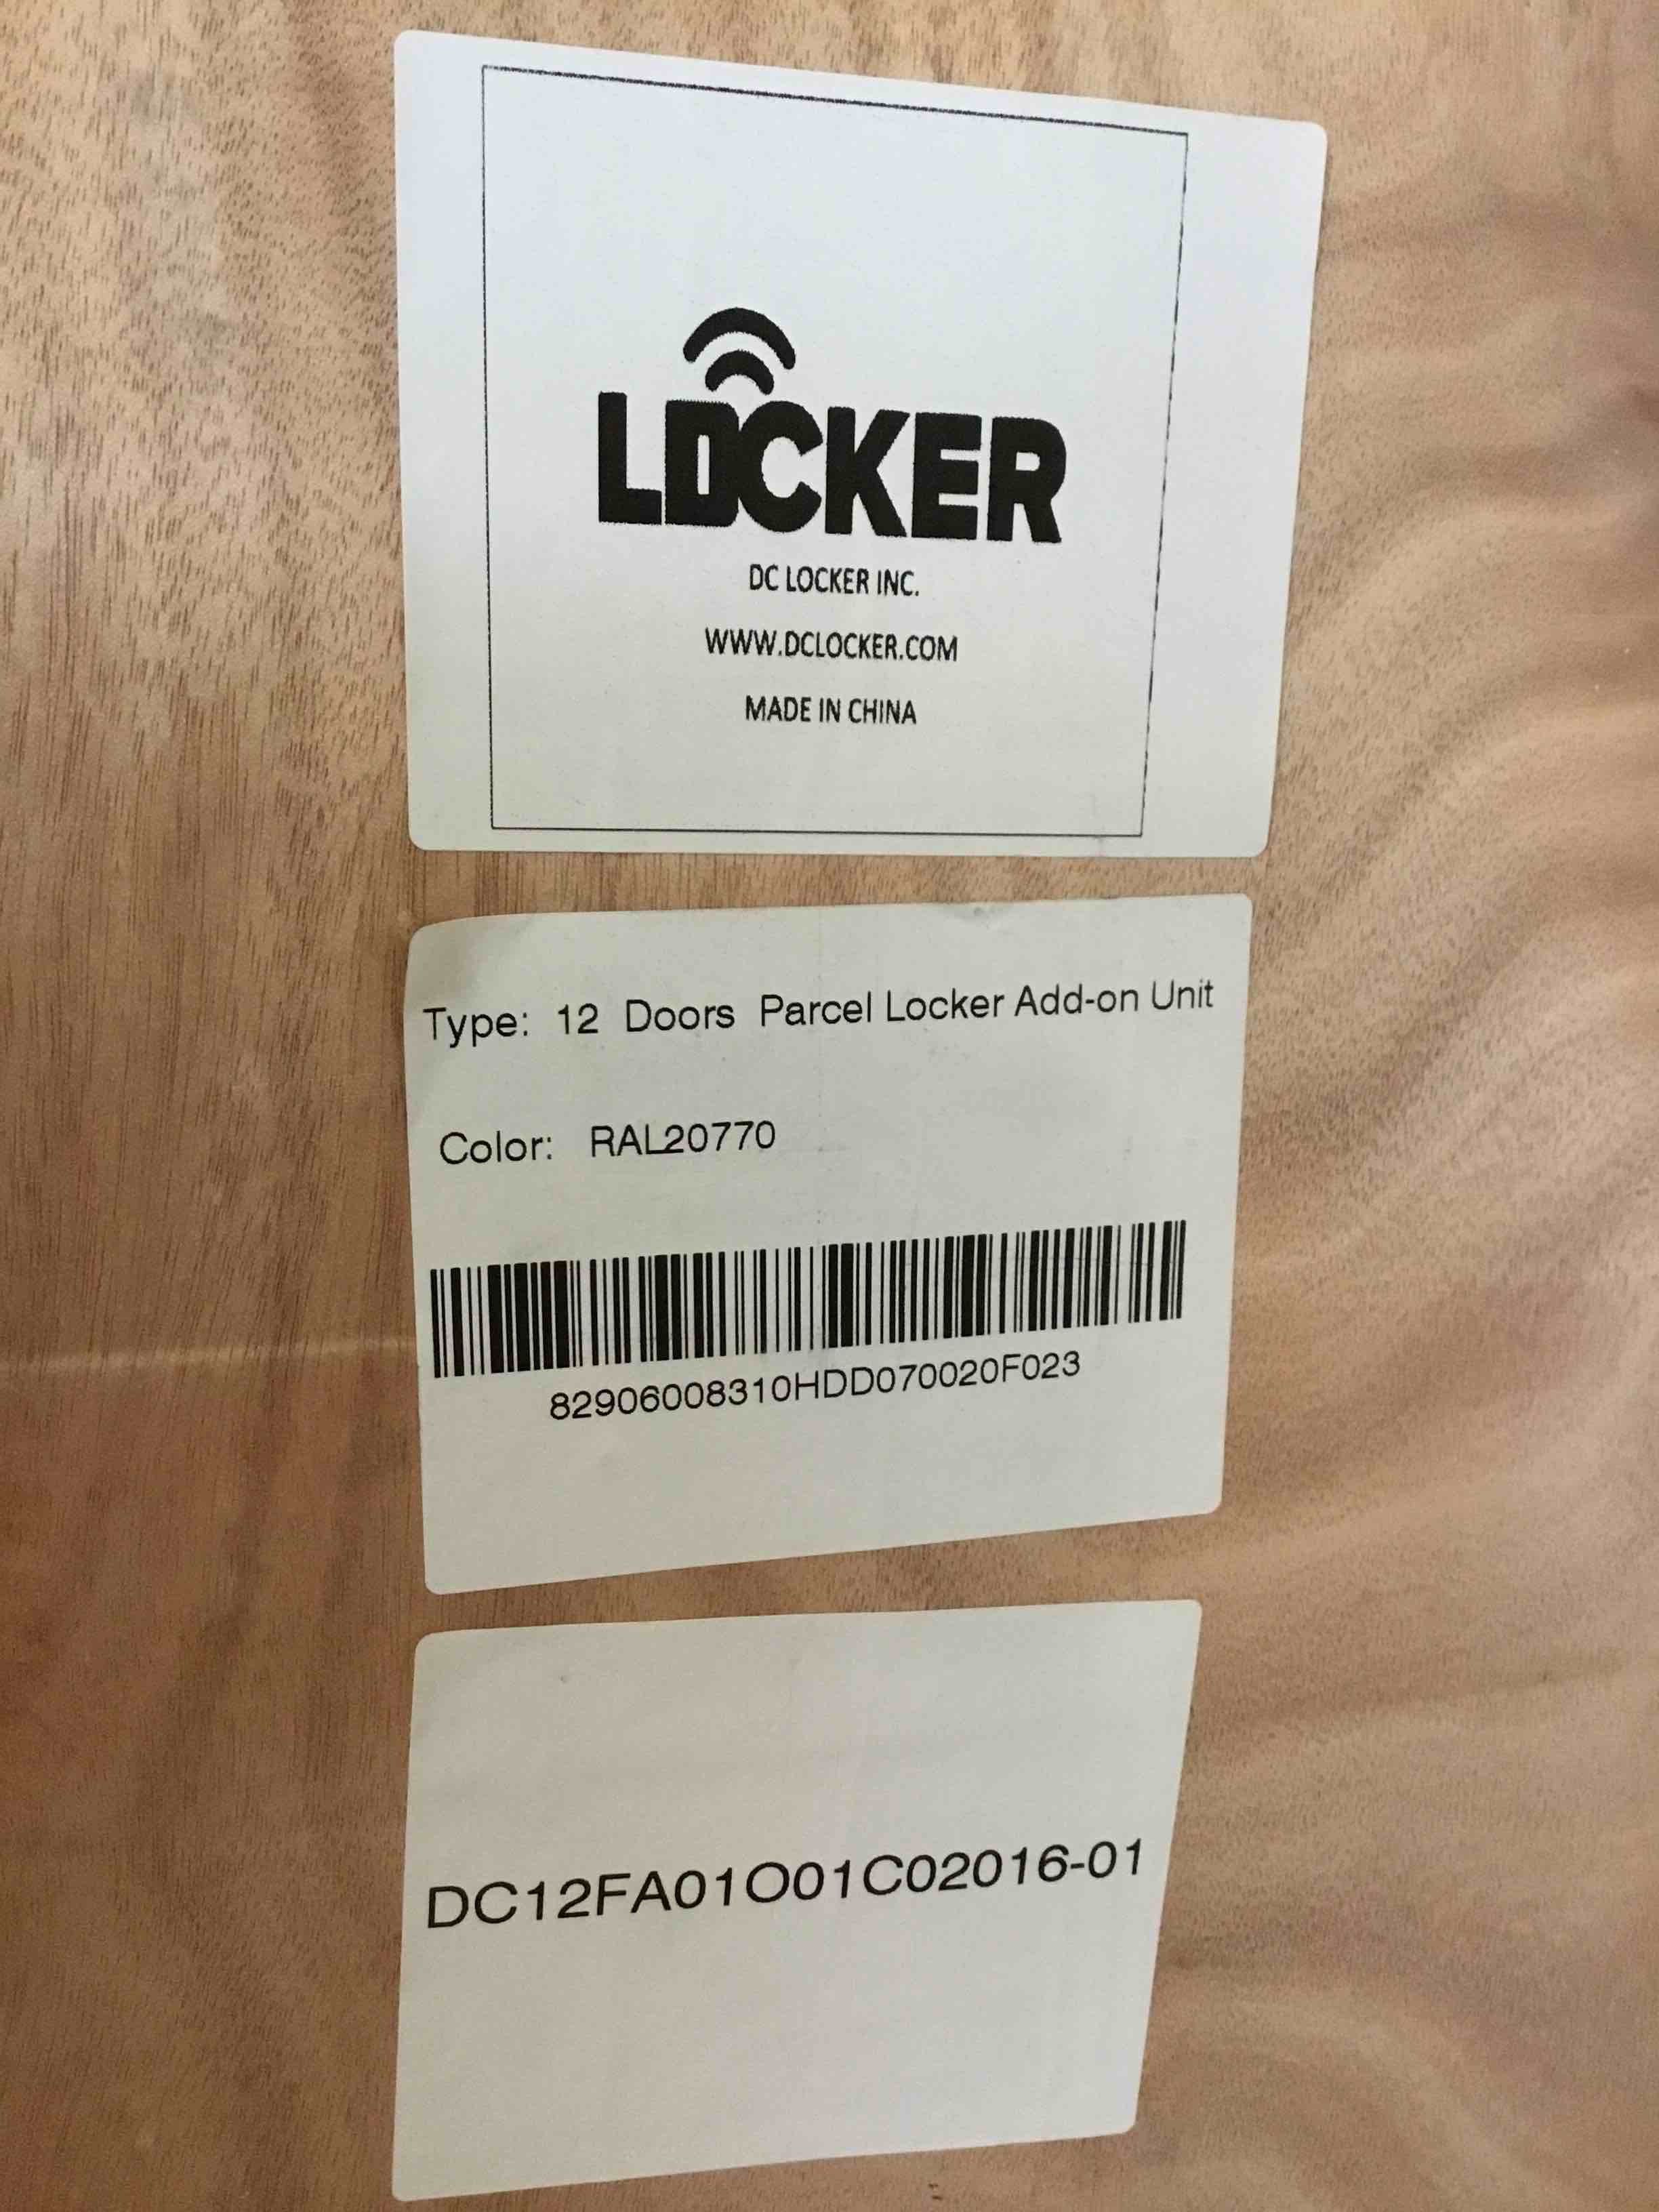 LDCKER
DC LOCKER INC.
WWW.DCLOCKER.COM
MADE IN CHINA
Type: 12 Doors Parcel Locker Add-on Unit
Color: RAL20770
82906008310HDD070020F023
DC12FA01O01C02016-01